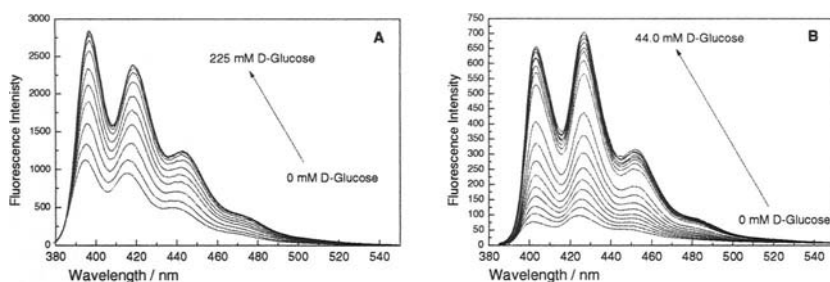 A
3000
2500
2000
1500
1000
500
0
225 mM D-Glucose
0 mM D-Glucose
Fluorescence Intenisty
380 400 420 440 460 480 500 520 540
Wavelength / nm
B
750
700
650
600
550
500
450
400
350
300
250
200
150
100
50
0
44.0 mM D-Glucose
0 mM D-Glucose
Fluorescence Intensity
380 400 420 440 460 480 500 520 540
Wavelength / nm